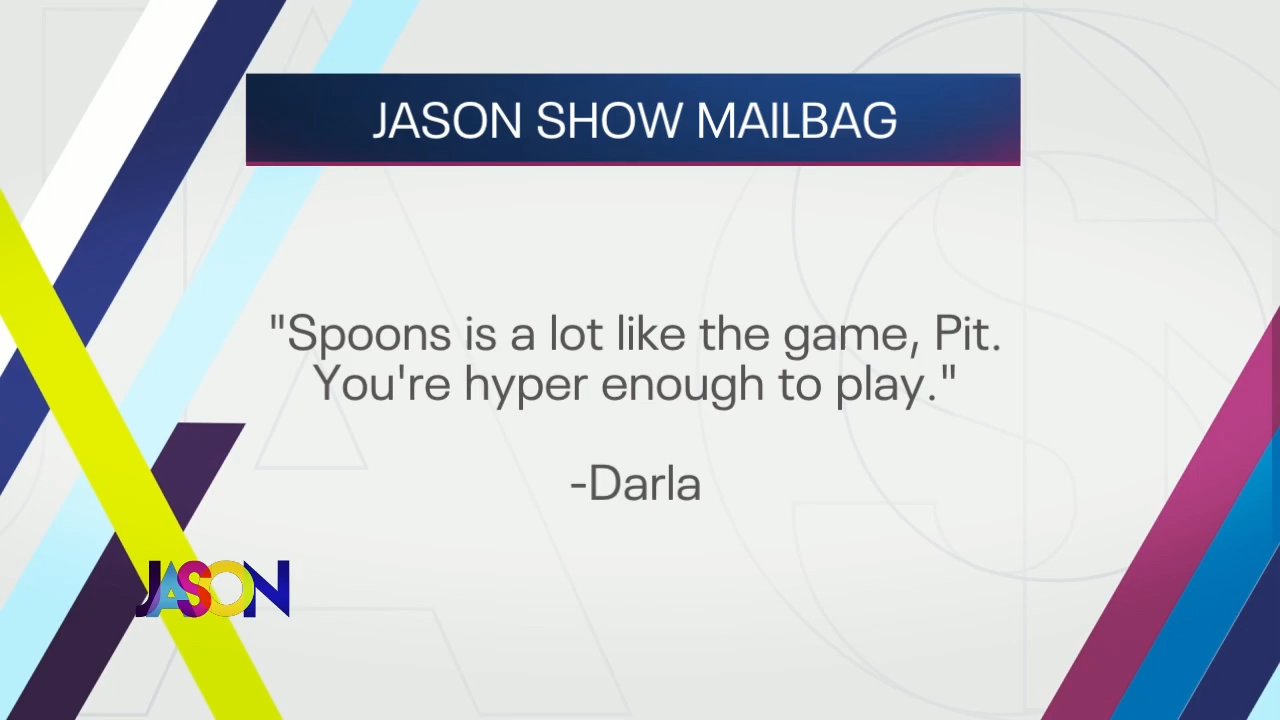 JASON SHOW MAILBAG
"Spoons is a lot like the game, Pit.
You're hyper enough to play."
-Darla
JASON